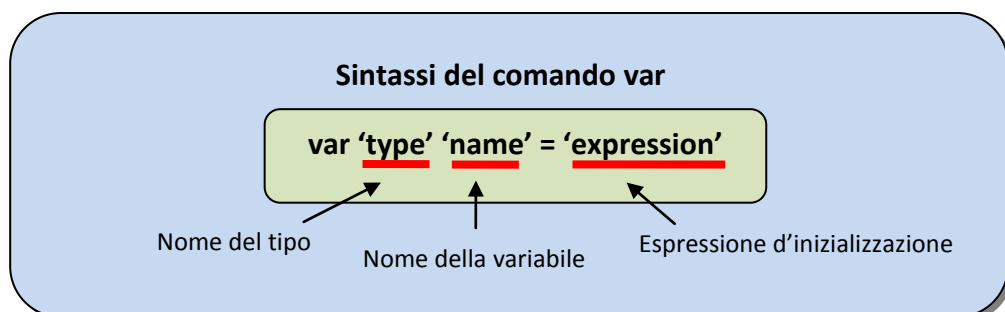 Sintassi del comando var
var ‘type’ ‘name’ = ‘expression’
Nome del tipo
Nome della variabile
Espressione d’inizializzazione